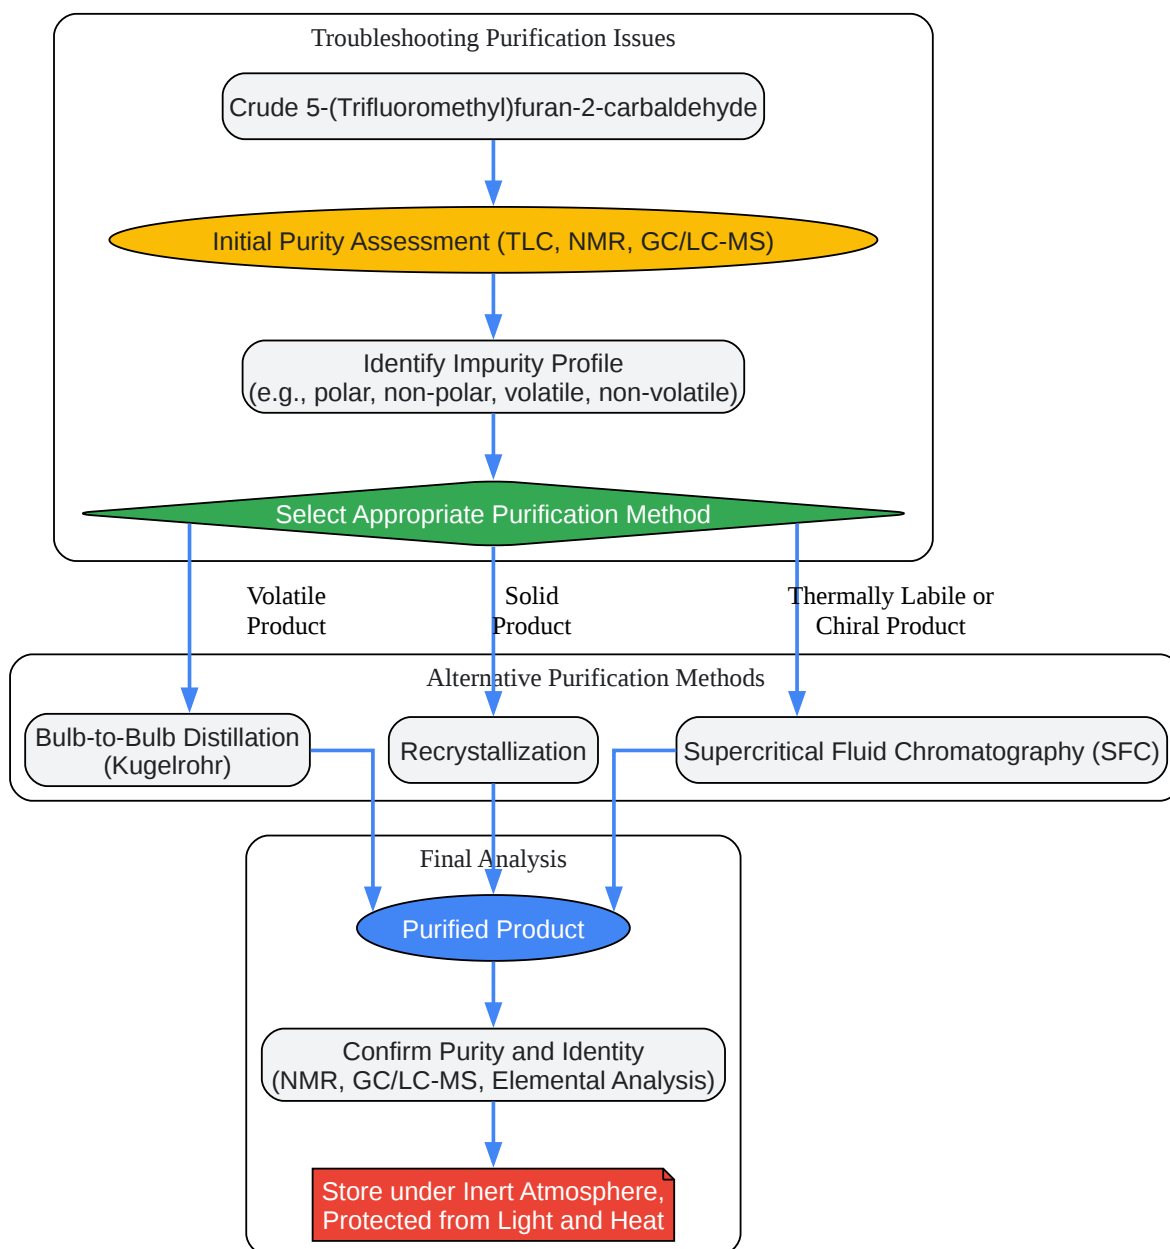 Troubleshooting Purification Issues
Crude 5-(Trifluoromethyl)furan-2-carbaldehyde
Initial Purity Assessment (TLC, NMR, GC/LC-MS)
Identify Impurity Profile
(e.g., polar, non-polar, volatile, non-volatile)
Select Appropriate Purification Method
Volatile
Product
Solid
Product
Thermally Labile or
Chiral Product
Alternative Purification Methods
Bulb-to-Bulb Distillation
(Kugelrohr)
Recrystallization
Supercritical Fluid Chromatography (SFC)
Final Analysis
Purified Product
Confirm Purity and Identity
(NMR, GC/LC-MS, Elemental Analysis)
Store under Inert Atmosphere,
Protected from Light and Heat